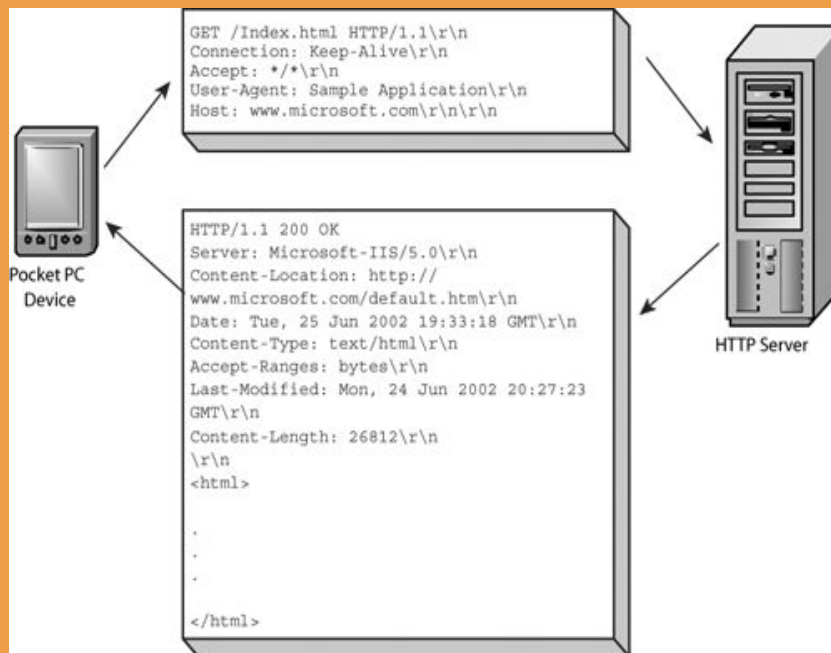 GET /Index.html HTTP/1.1\r\n
Connection: Keep-Alive\r\n
Accept: */*\r\n
User-Agent: Sample Application\r\n
Host: www.microsoft.com\r\n\r\n
Pocket PC
Device
HTTP/1.1 200 OK
Server: Microsoft-IIS/5.0\r\n
Content-Location: http://
www.microsoft.com/default.htm\r\n
Date: Tue, 25 Jun 2002 19:33:18 GMT\r\n
Content-Type: text/html\r\n
Accept-Ranges: bytes\r\n
Last-Modified: Mon, 24 Jun 2002 20:27:23
GMT\r\n
Content-Length: 26812\r\n
\r\n
<html>
.
.
.
</html>
HTTP Server